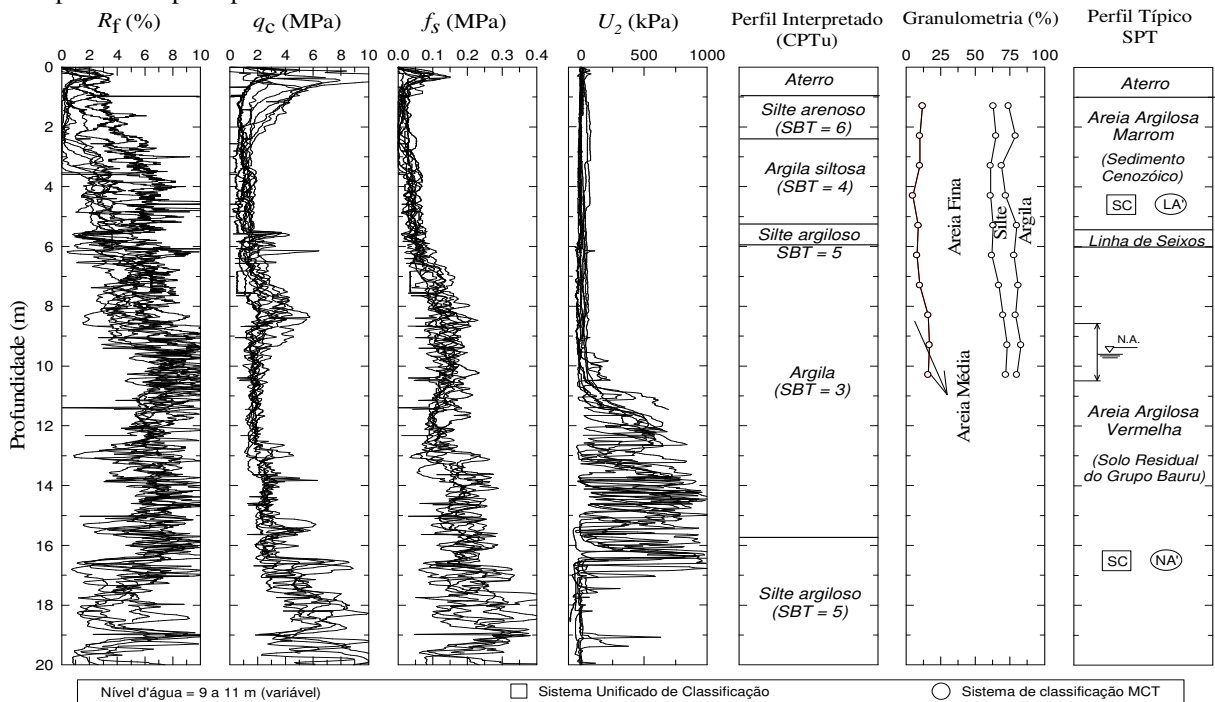 Rf (%)
qc (MPa)
fs (MPa)
U2 (kPa)
Perfil Interpretado
(CPTu)
Granulometria (%)
Perfil Típico
SPT
0 2 4 6 8 10
0 2 4 6 8 10
0.0 0.1 0.2 0.3 0.4
0 500 1000
0 25 50 75 100
Profundidade (m)
0
2
4
6
8
10
12
14
16
18
20
Aterro
Silte arenoso
(SBT = 6)
Argila siltosa
(SBT = 4)
Silte argiloso
SBT = 5
Argila
(SBT = 3)
Silte argiloso
(SBT = 5)
Areia Média
Areia Fina
Silte
Argila
Aterro
Areia Argilosa
Marrom
(Sedimento
Cenozóico)
SC LA'
Linha de Seixos
N.A.
Areia Argilosa
Vermelha
(Solo Residual
do Grupo Bauru)
SC NA'
Nível d'água = 9 a 11 m (variável)
Sistema Unificado de Classificação
Sistema de classificação MCT